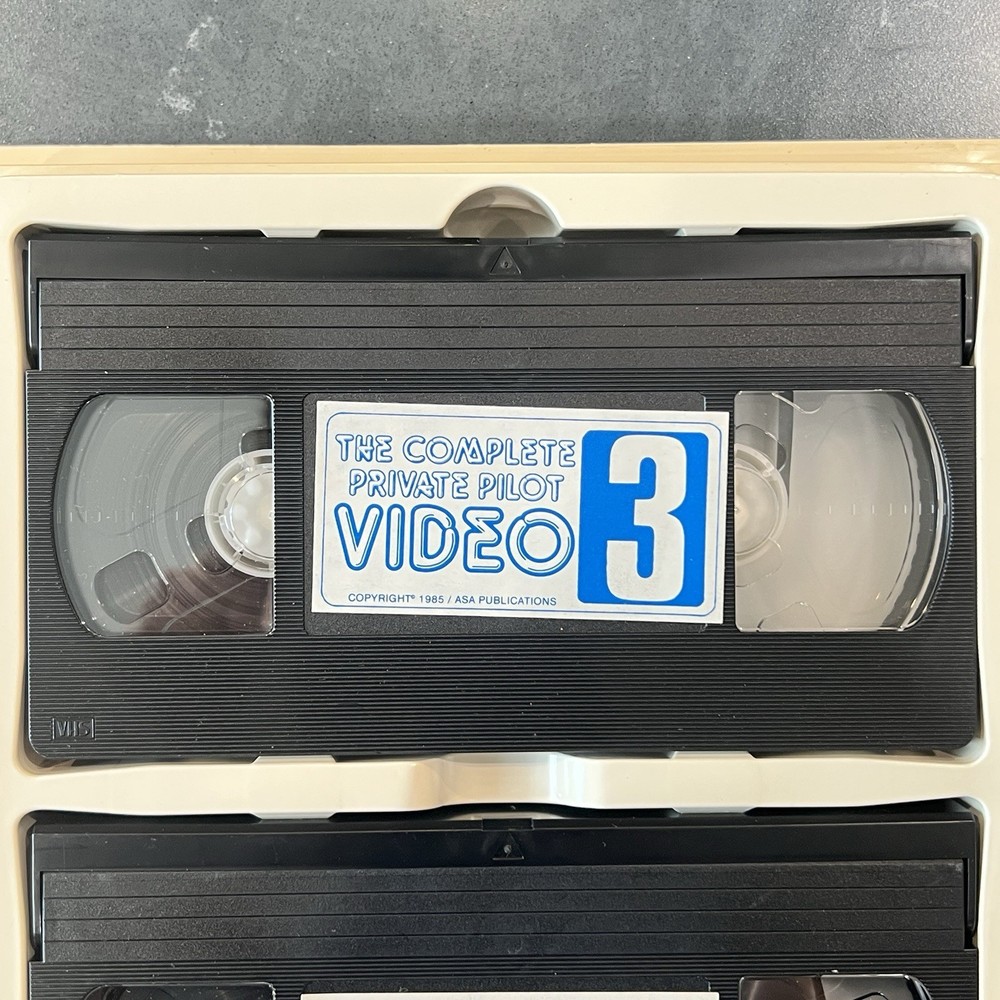 THE COMPLETE
PRIVATE PILOT
VIDEO
3
COPYRIGHT© 1985 / ASA PUBLICATIONS
VHS